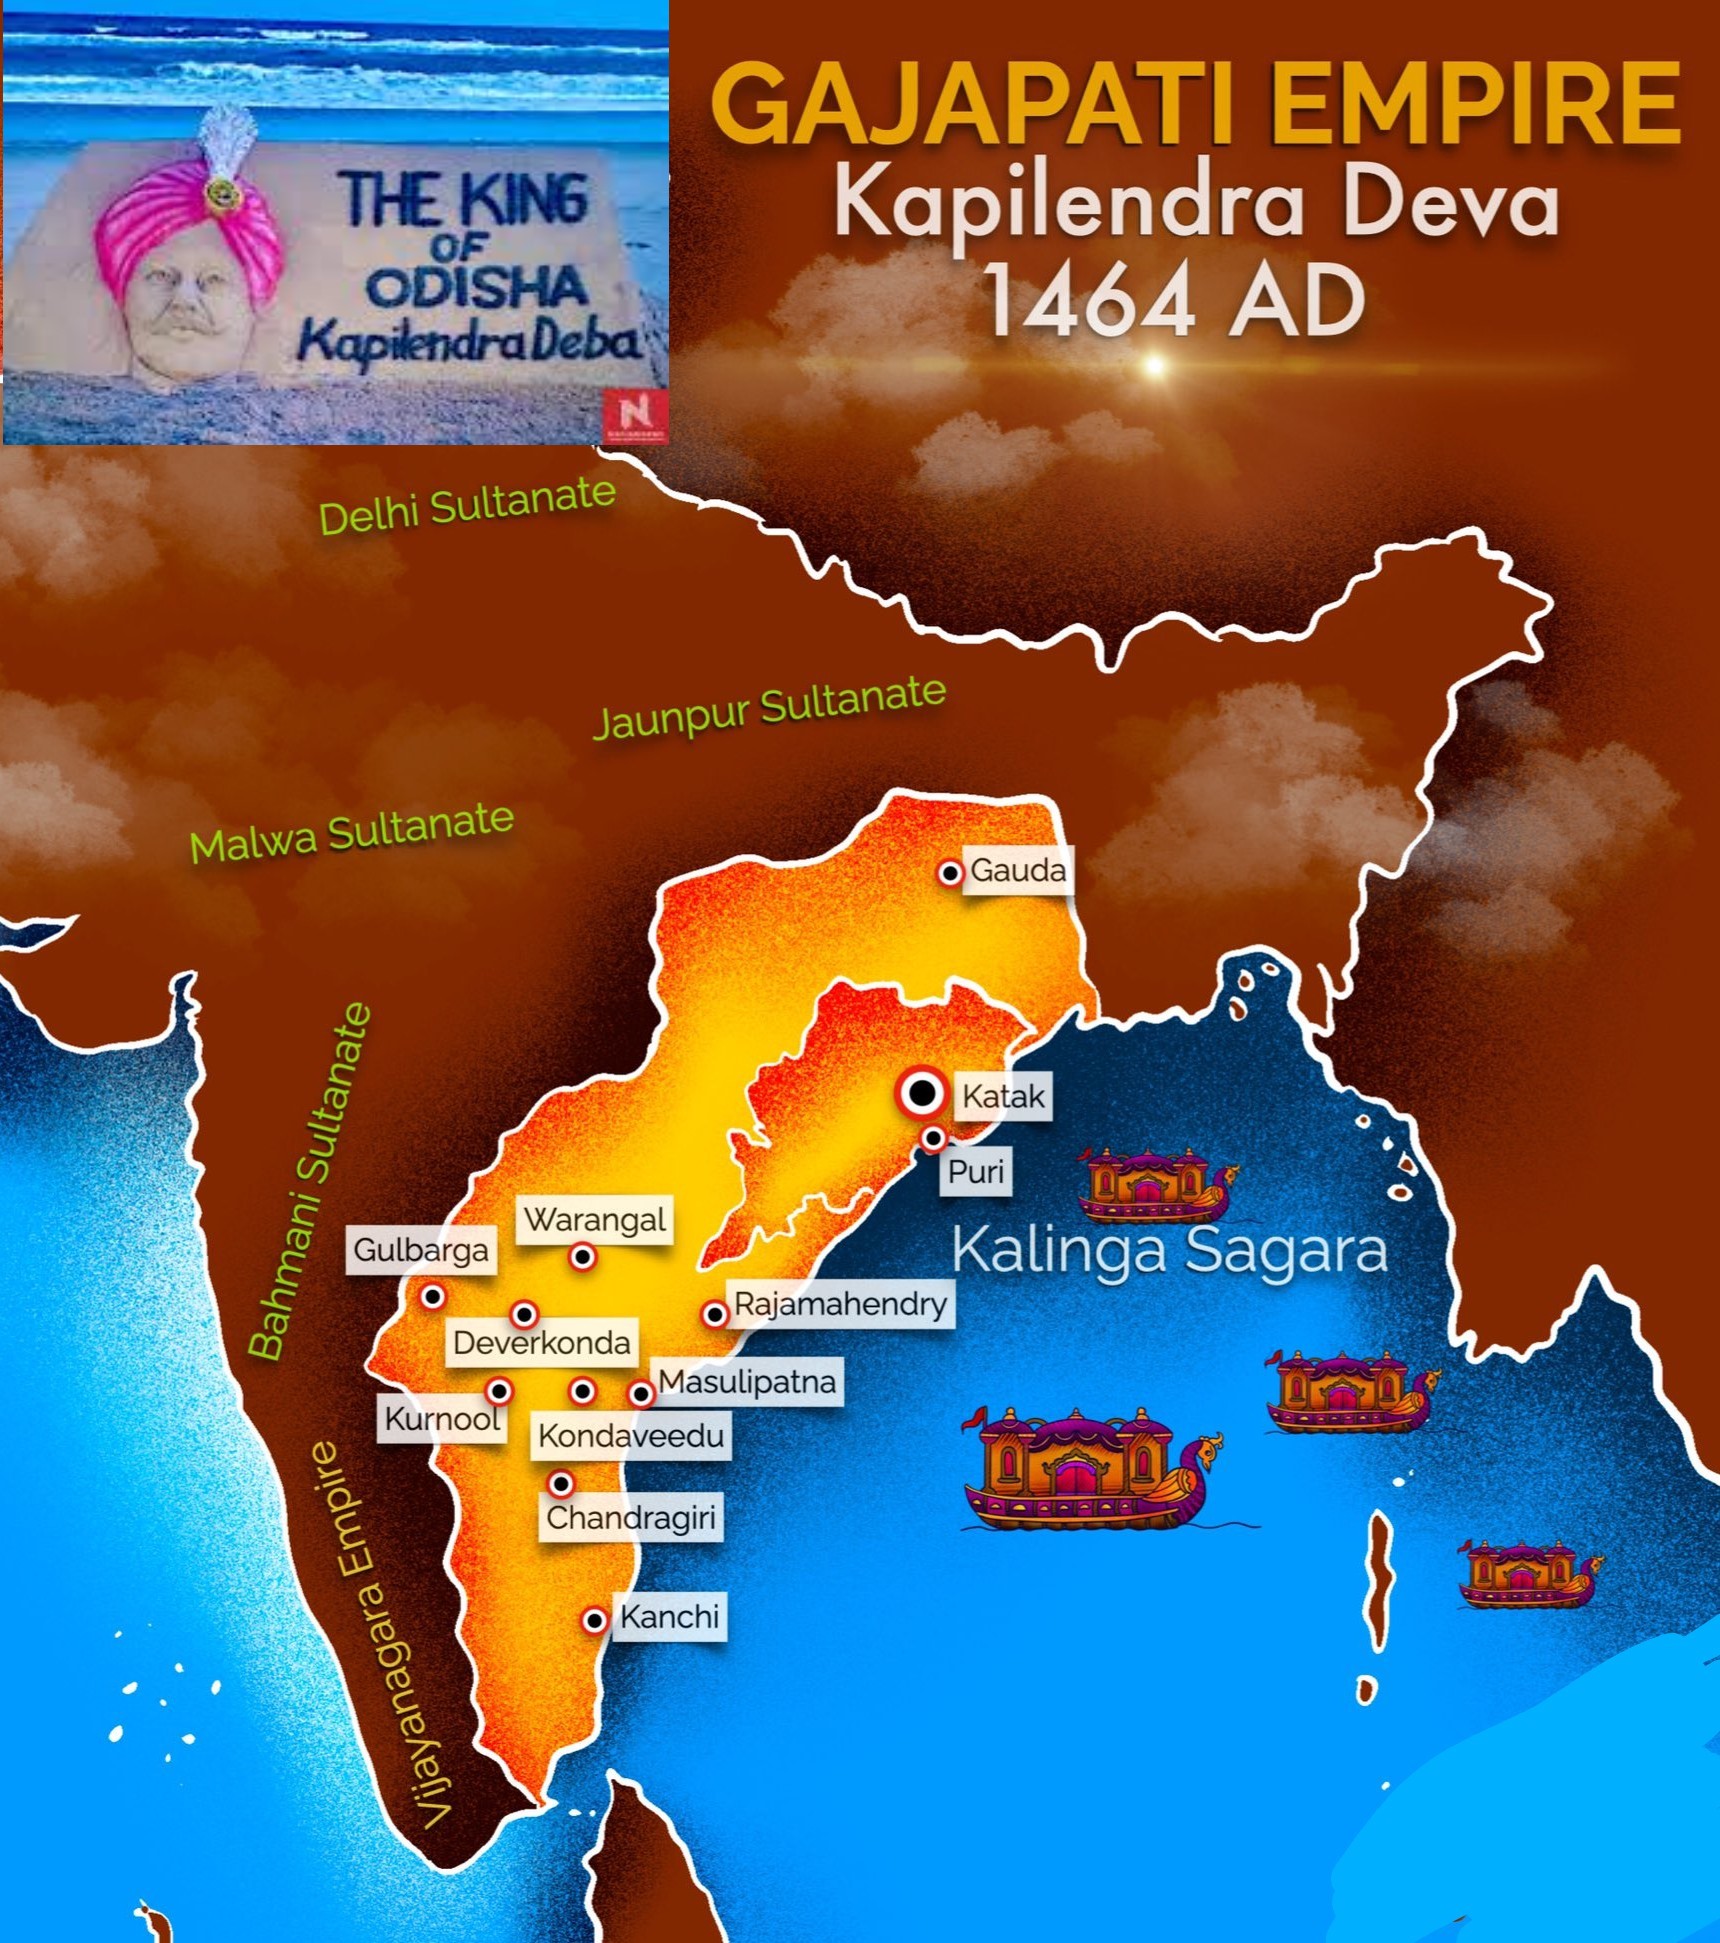 THE KING
OF
ODISHA
Kapilendra Deba
GAJAPATI EMPIRE
Kapilendra Deva
1464 AD
Delhi Sultanate
Jaunpur Sultanate
Malwa Sultanate
Gauda
Bahmani Sultanate
Katak
Puri
Warangal
Gulbarga
Kalinga Sagara
Rajamahendry
Deverkonda
Masulipatna
Kurnool
Kondaveedu
Chandragiri
Vijayanagara Empire
Kanchi